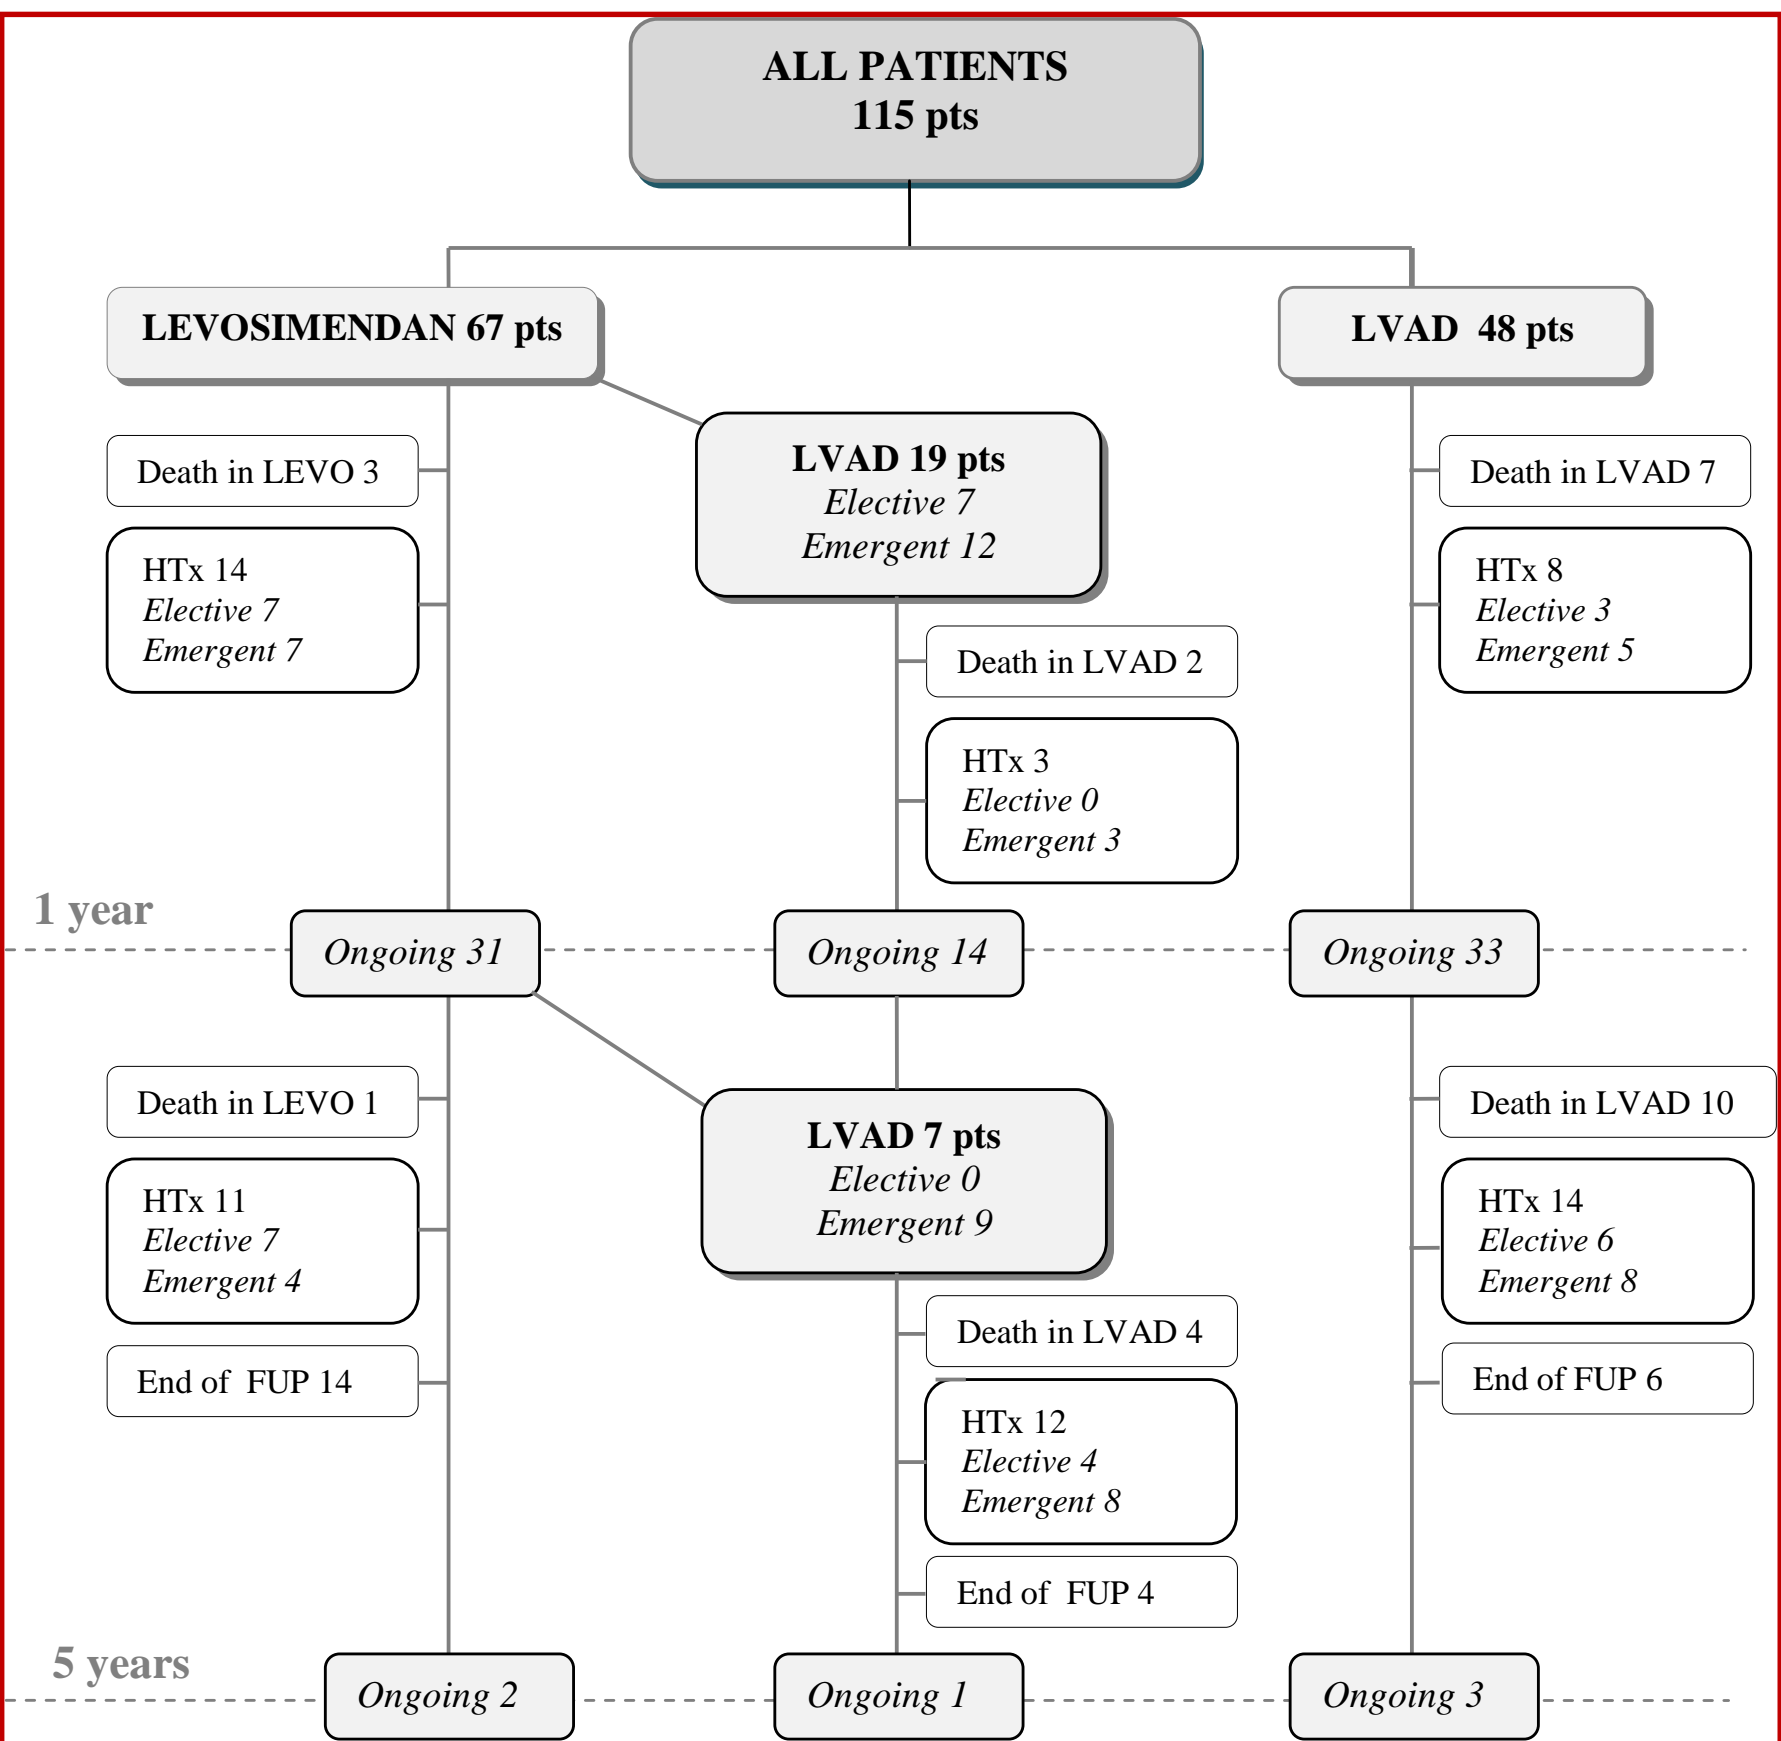 ALL PATIENTS
115 pts
LEVOSIMENDAN 67 pts
LVAD  48 pts
LVAD 19 pts
Elective 7
Emergent 12
Death in LEVO 3
HTx 14
Elective 7
Emergent 7
Death in LVAD 7
HTx 8
Elective 3
Emergent 5
Death in LVAD 2
HTx 3
Elective 0
Emergent 3
1 year
Ongoing 31
Ongoing 14
Ongoing 33
Death in LEVO 1
HTx 11
Elective 7
Emergent 4
End of  FUP 14
LVAD 7 pts
Elective 0
Emergent 9
Death in LVAD 10
HTx 14
Elective 6
Emergent 8
End of FUP 6
Death in LVAD 4
HTx 12
Elective 4
Emergent 8
End of  FUP 4
5 years
Ongoing 2
Ongoing 1
Ongoing 3